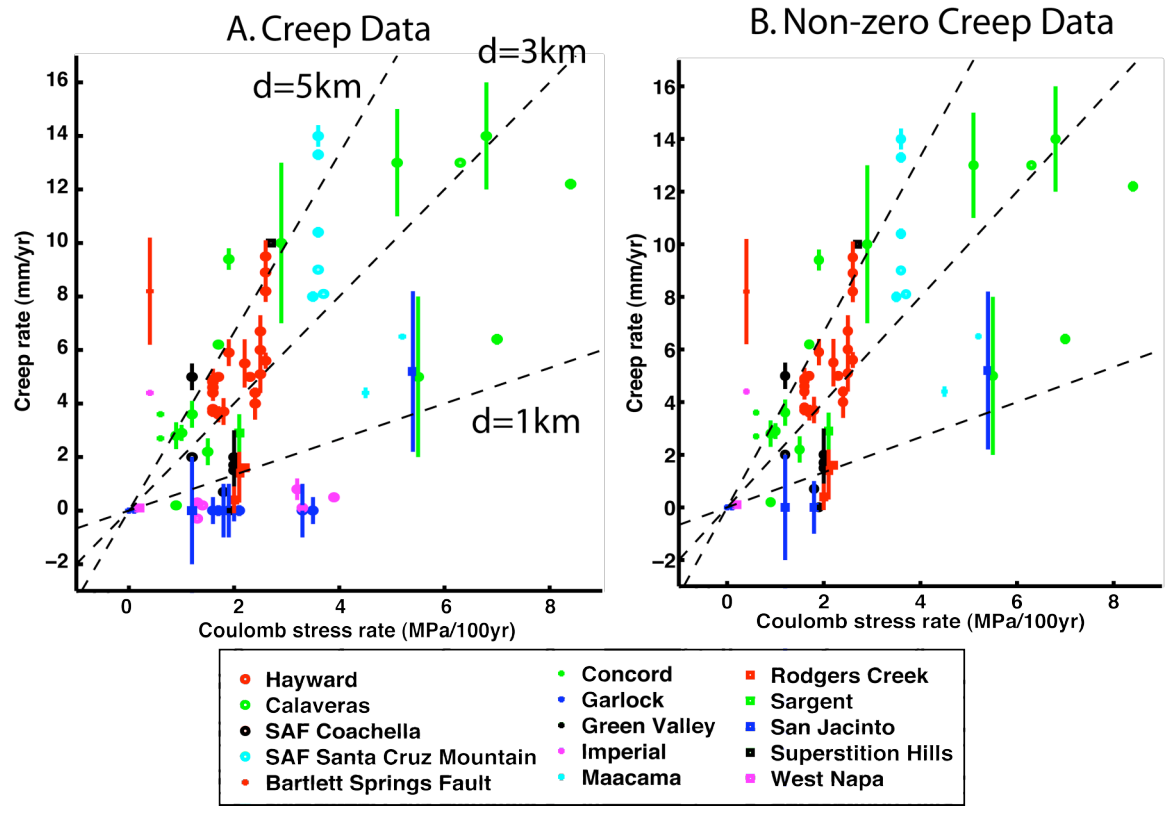 A. Creep Data
B. Non-zero Creep Data
d=5km
d=3km
d=1km
Creep rate (mm/yr)
16
14
12
10
8
6
4
2
0
−2
0
2
4
6
8
Coulomb stress rate (MPa/100yr)
Creep rate (mm/yr)
16
14
12
10
8
6
4
2
0
−2
0
2
4
6
8
Coulomb stress rate (MPa/100yr)
Hayward
Calaveras
SAF Coachella
SAF Santa Cruz Mountain
Bartlett Springs Fault
Concord
Garlock
Green Valley
Imperial
Maacama
Rodgers Creek
Sargent
San Jacinto
Superstition Hills
West Napa